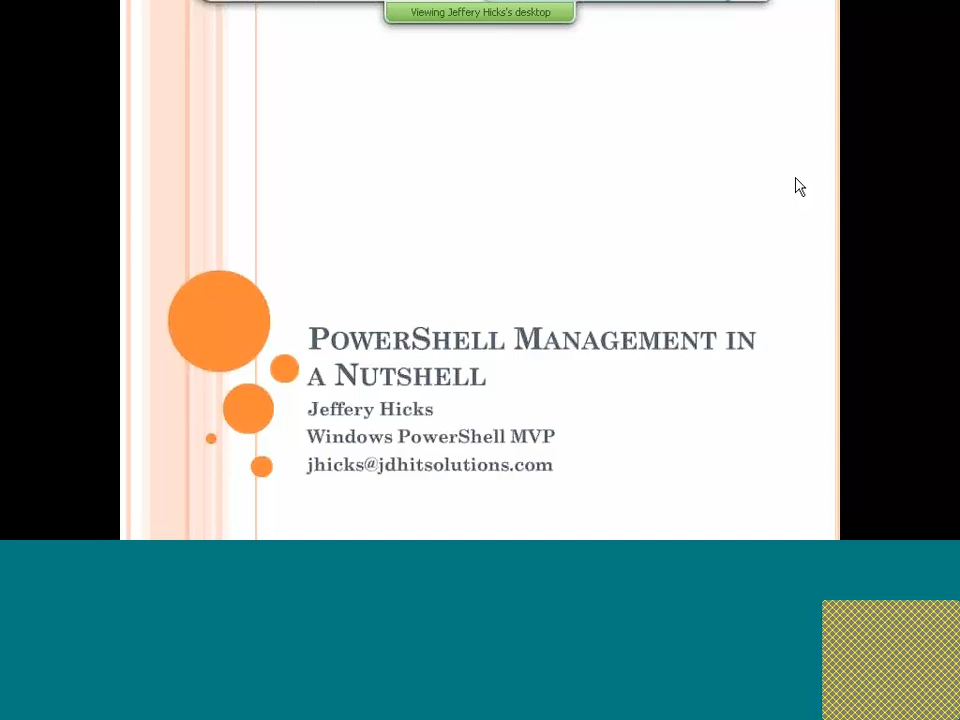 Viewing Jeffery Hicks's desktop
PowerShell Management in
a Nutshell
Jeffery Hicks
Windows PowerShell MVP
jhicks@jdhitsolutions.com